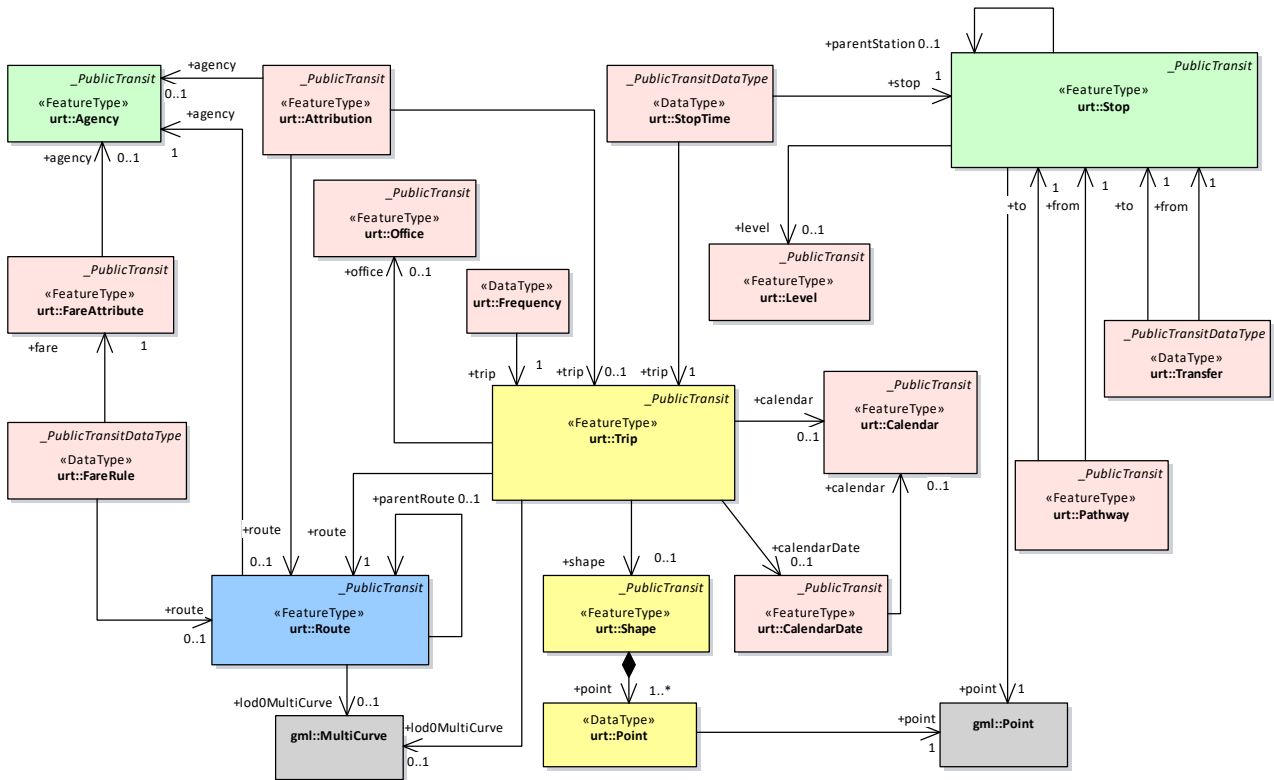 +parentStation 0..1
_PublicTransit
«FeatureType»
urt::Agency
+agency
0..1
+agency
1
_PublicTransit
«FeatureType»
urt::Attribution
_PublicTransitDataType
«DataType»
urt::StopTime
+stop
1
_PublicTransit
«FeatureType»
urt::Stop
+agency
0..1
_PublicTransit
«FeatureType»
urt::Office
+office
0..1
+level
0..1
_PublicTransit
«FeatureType»
urt::Level
+to
1
+from
1
+to
1
+from
1
_PublicTransit
«FeatureType»
urt::FareAttribute
+fare
1
«DataType»
urt::Frequency
+trip
1
+trip
0..1
+trip
1
_PublicTransitDataType
«DataType»
urt::Transfer
_PublicTransit
«FeatureType»
urt::Trip
+calendar
0..1
_PublicTransit
«FeatureType»
urt::Calendar
+calendar
0..1
_PublicTransitDataType
«DataType»
urt::FareRule
_PublicTransit
«FeatureType»
urt::Pathway
+route
0..1
+route
1
+parentRoute 0..1
+shape
0..1
+calendarDate
0..1
+route
0..1
_PublicTransit
«FeatureType»
urt::Route
_PublicTransit
«FeatureType»
urt::Shape
_PublicTransit
«FeatureType»
urt::CalendarDate
+lod0MultiCurve
0..1
+point
1..*
+point
1
gml::MultiCurve
+lod0MultiCurve
0..1
«DataType»
urt::Point
+point
1
gml::Point